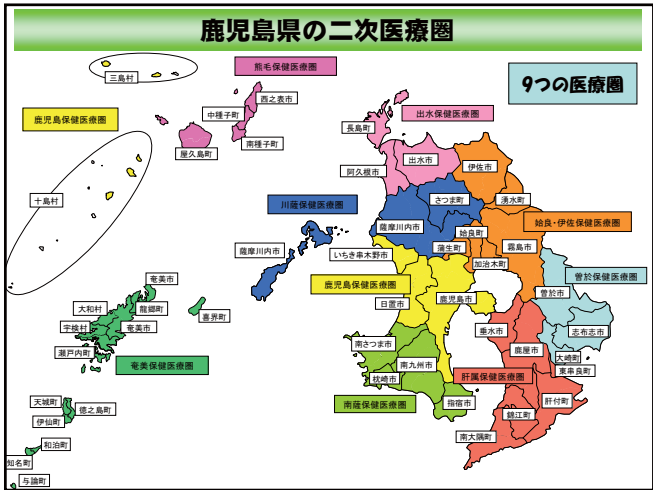 鹿児島県の二次医療圏
三島村
熊毛保健医療圏
9つの医療圏
西之表市
中種子町
南種子町
屋久島町
鹿児島保健医療圏
十島村
出水保健医療圏
長島町
出水市
阿久根市
伊佐市
川薩保健医療圏
さつま町
湧水町
薩摩川内市
薩摩川内市
姶良町
姶良・伊佐保健医療圏
蒲生町
霧島市
いちき串木野市
加治木町
曽於保健医療圏
鹿児島保健医療圏
鹿児島市
曽於市
日置市
垂水市
志布志市
奄美市
大和村
龍郷町
喜界町
宇検村
奄美市
瀬戸内町
奄美保健医療圏
南さつま市
鹿屋市
大崎町
東串良町
南九州市
枕崎市
肝属保健医療圏
南薩保健医療圏
指宿市
肝付町
錦江町
南大隅町
天城町
徳之島町
伊仙町
和泊町
知名町
与論町